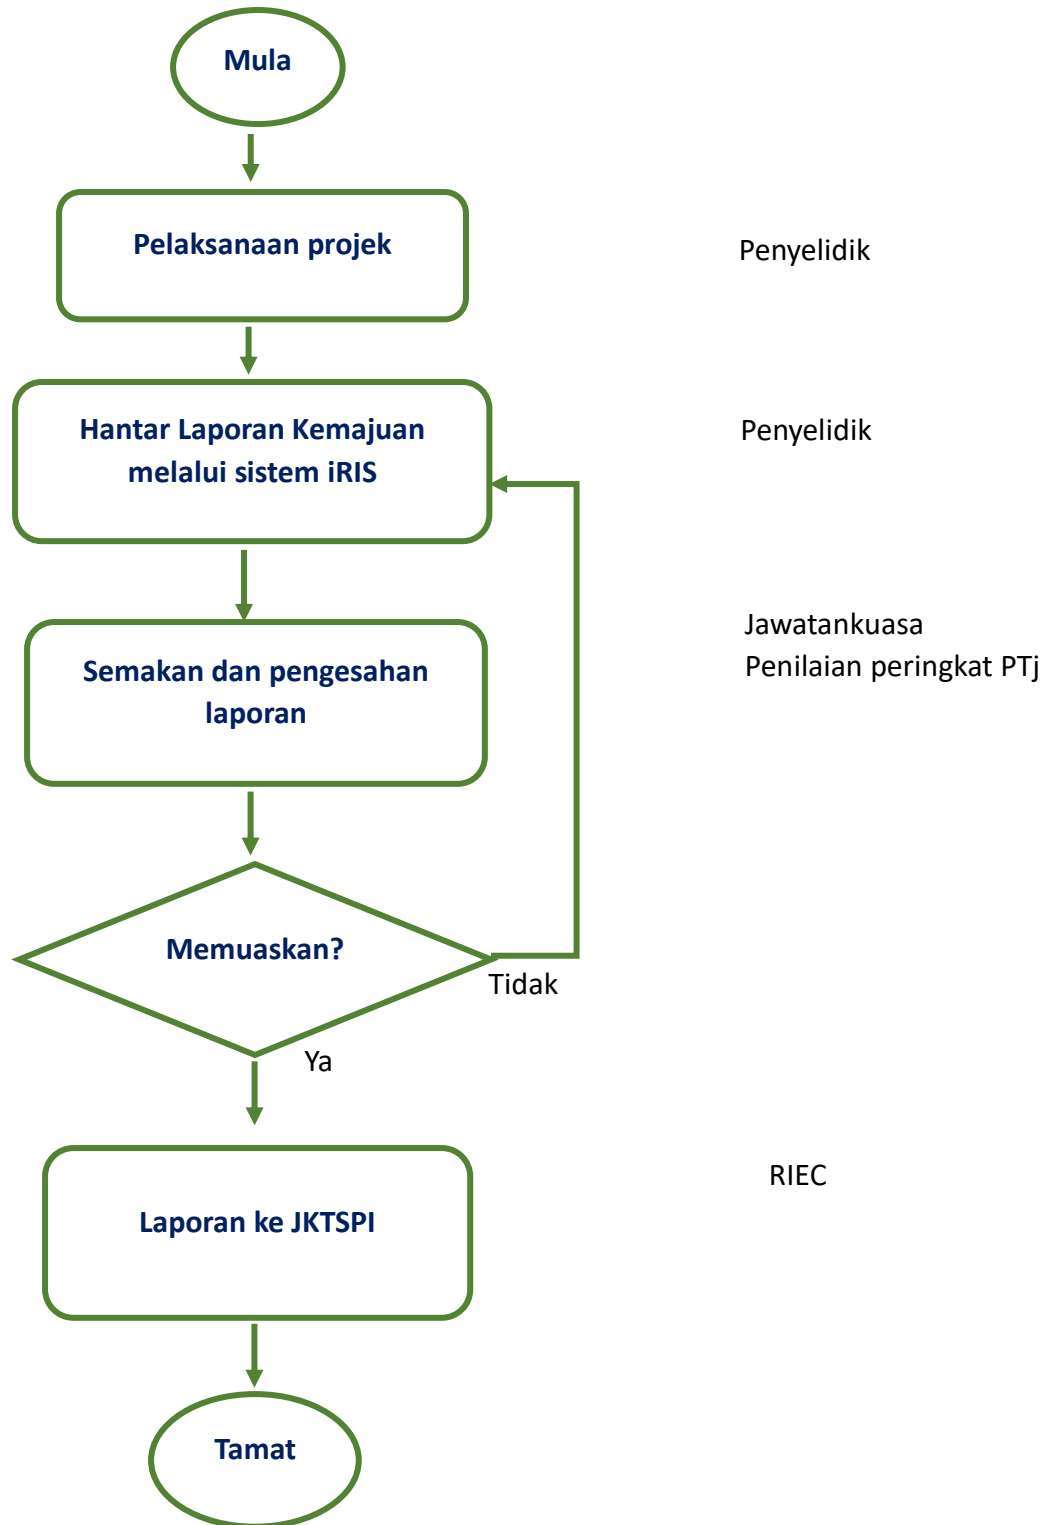 Mula
Pelaksanaan projek
Penyelidik
Hantar Laporan Kemajuan
melalui sistem iRIS
Penyelidik
Semakan dan pengesahan
laporan
Jawatankuasa
Penilaian peringkat PTj
Memuaskan?
Tidak
Ya
Laporan ke JKTSPI
RIEC
Tamat